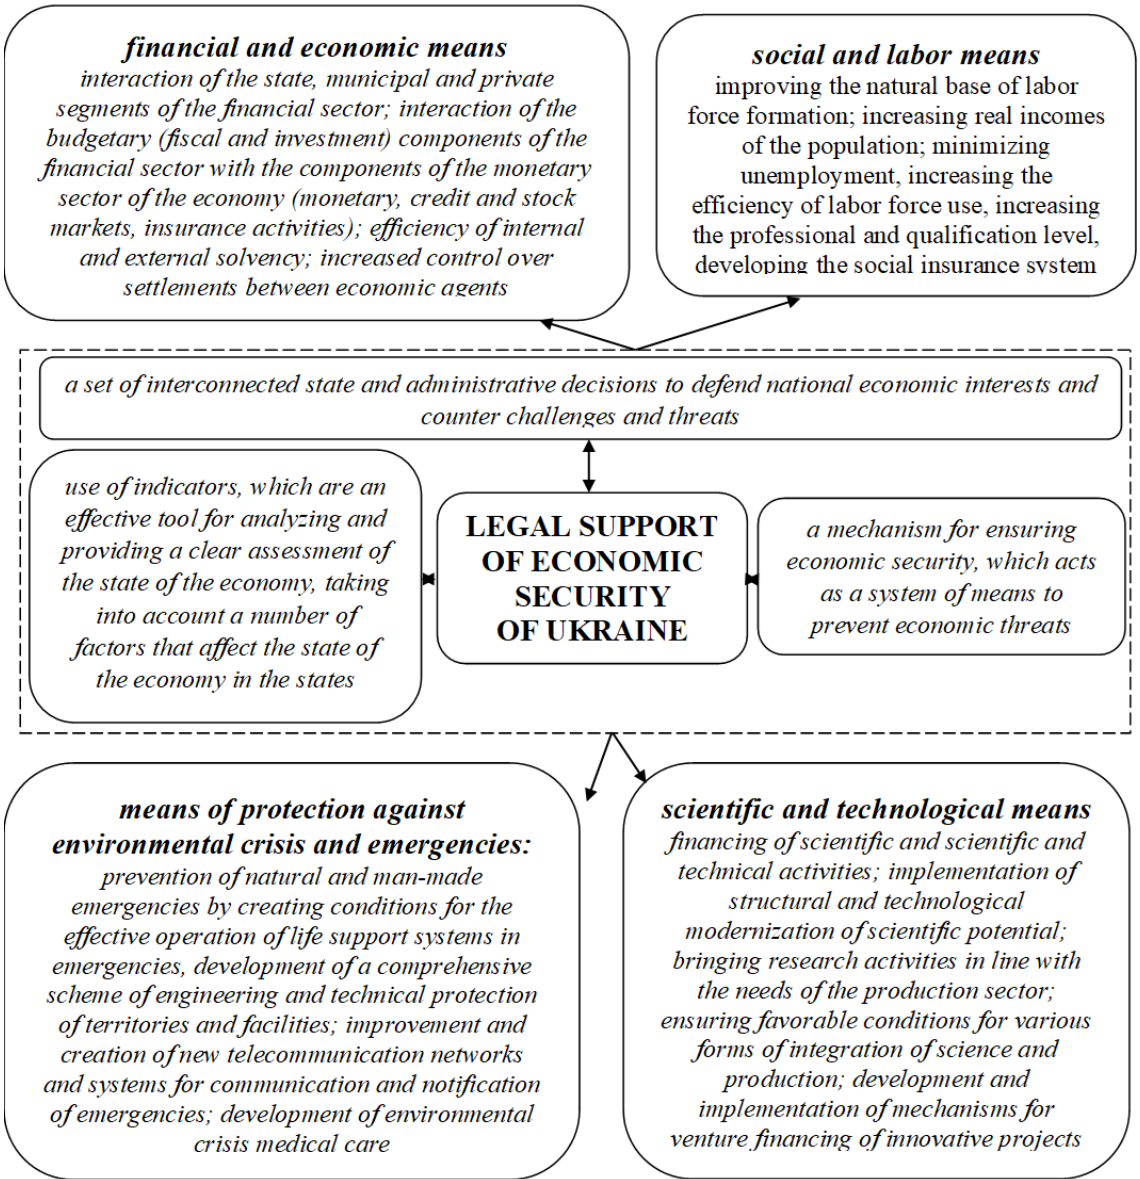 financial and economic means
interaction of the state, municipal and private
segments of the financial sector; interaction of the
budgetary (fiscal and investment) components of the
financial sector with the components of the monetary
sector of the economy (monetary, credit and stock
markets, insurance activities); efficiency of internal
and external solvency; increased control over
settlements between economic agents
social and labor means
improving the natural base of labor
force formation; increasing real incomes
of the population; minimizing
unemployment, increasing the
efficiency of labor force use, increasing
the professional and qualification level,
developing the social insurance system
a set of interconnected state and administrative decisions to defend national economic interests and
counter challenges and threats
use of indicators, which are an
effective tool for analyzing and
providing a clear assessment of
the state of the economy, taking
into account a number of
factors that affect the state of
the economy in the states
LEGAL SUPPORT
OF ECONOMIC
SECURITY
OF UKRAINE
a mechanism for ensuring
economic security, which acts
as a system of means to
prevent economic threats
means of protection against
environmental crisis and emergencies:
prevention of natural and man-made
emergencies by creating conditions for the
effective operation of life support systems in
emergencies, development of a comprehensive
scheme of engineering and technical protection
of territories and facilities; improvement and
creation of new telecommunication networks
and systems for communication and notification
of emergencies; development of environmental
crisis medical care
scientific and technological means
financing of scientific and scientific and
technical activities; implementation of
structural and technological
modernization of scientific potential;
bringing research activities in line with
the needs of the production sector;
ensuring favorable conditions for various
forms of integration of science and
production; development and
implementation of mechanisms for
venture financing of innovative projects